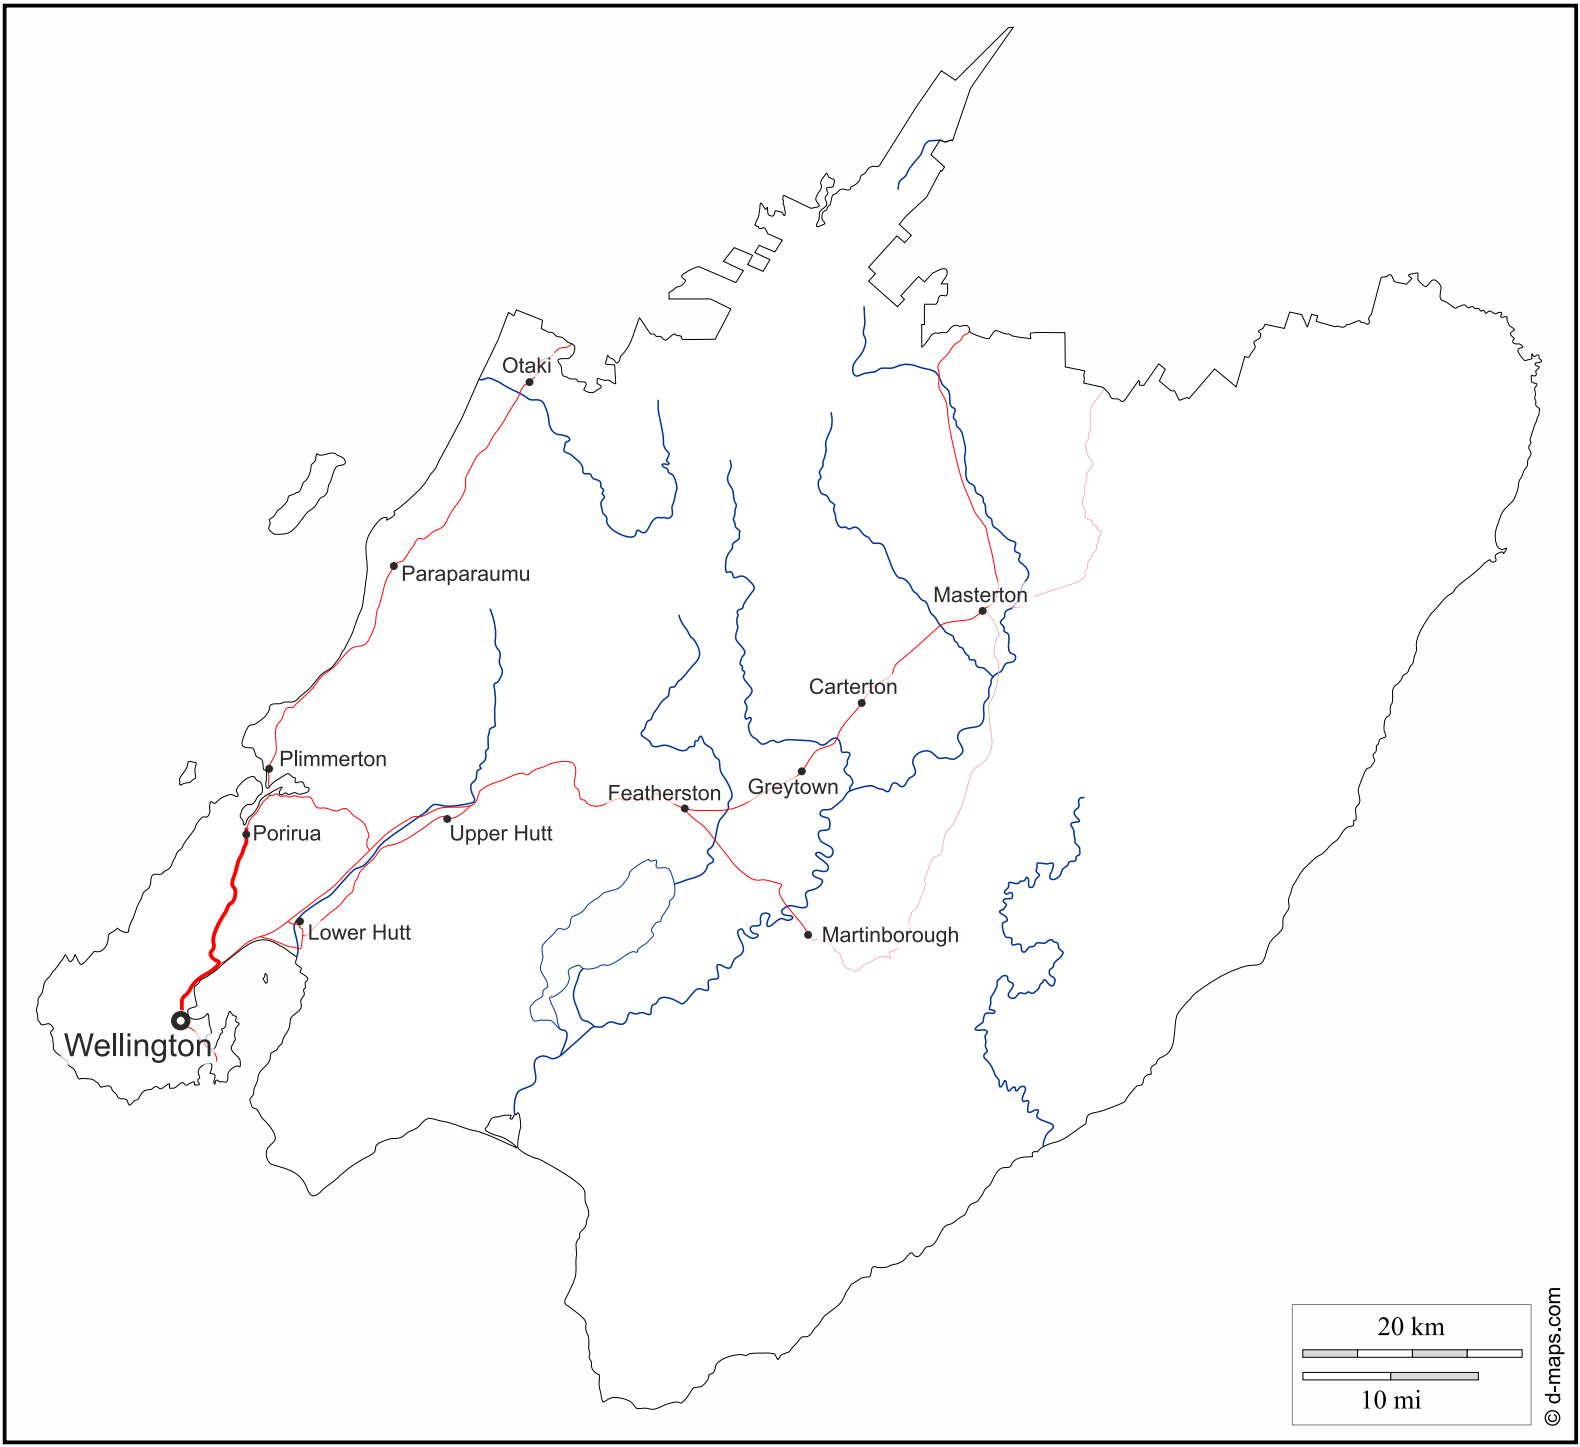 Otaki
Paraparaumu
Masterton
Carterton
Plimmerton
Featherston
Greytown
Porirua
Upper Hutt
Lower Hutt
Martinborough
Wellington
20 km
10 mi
© d-maps.com